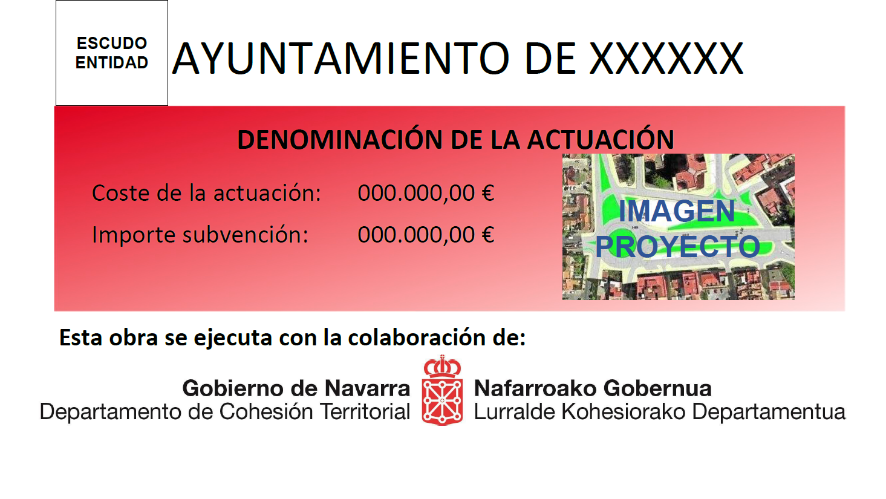 ESCUDO
ENTIDAD
AYUNTAMIENTO DE XXXXXX
DENOMINACIÓN DE LA ACTUACIÓN
Coste de la actuación: 000.000,00 €
Importe subvención: 000.000,00 €
IMAGEN
PROYECTO
Esta obra se ejecuta con la colaboración de:
Gobierno de Navarra
Departamento de Cohesión Territorial
Nafarroako Gobernua
Lurralde Kohesiorako Departamentua